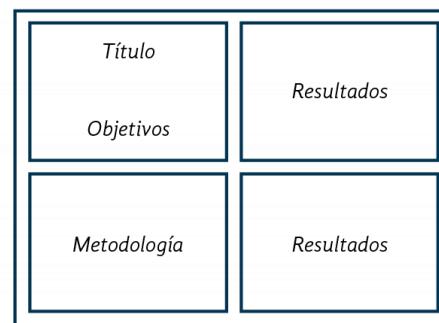 Título
Objetivos
Resultados
Metodología
Resultados